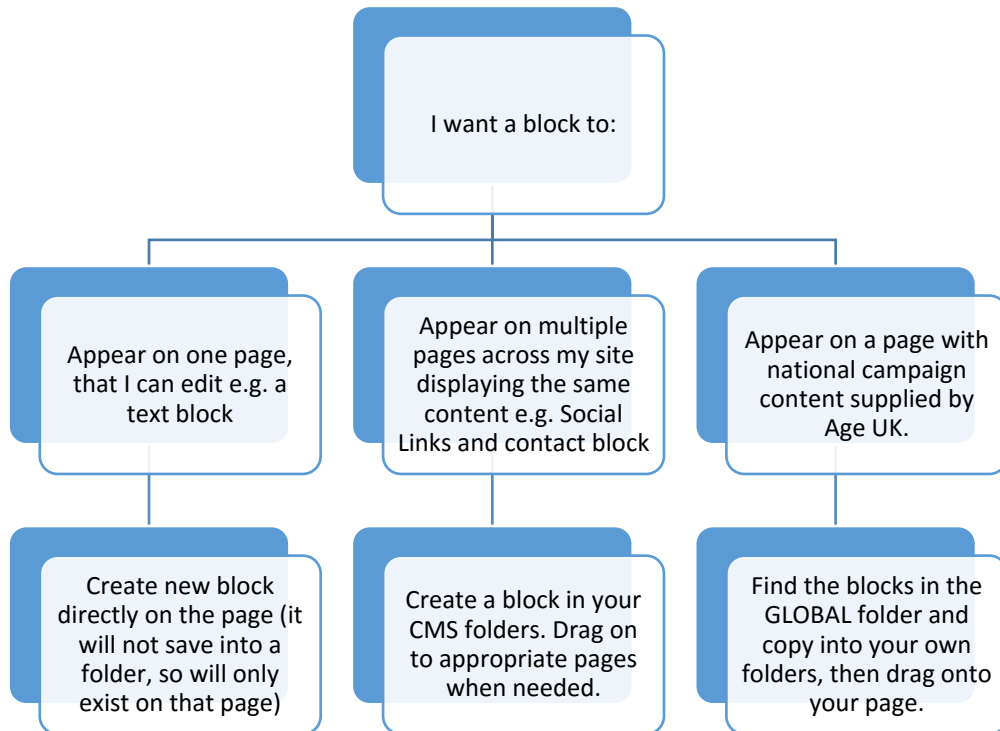 I want a block to:
Appear on one page,
that I can edit e.g. a
text block
Appear on multiple
pages across my site
displaying the same
content e.g. Social
Links and contact block
Appear on a page with
national campaign
content supplied by
Age UK.
Create new block
directly on the page (it
will not save into a
folder, so will only
exist on that page)
Create a block in your
CMS folders. Drag on
to appropriate pages
when needed.
Find the blocks in the
GLOBAL folder and
copy into your own
folders, then drag onto
your page.